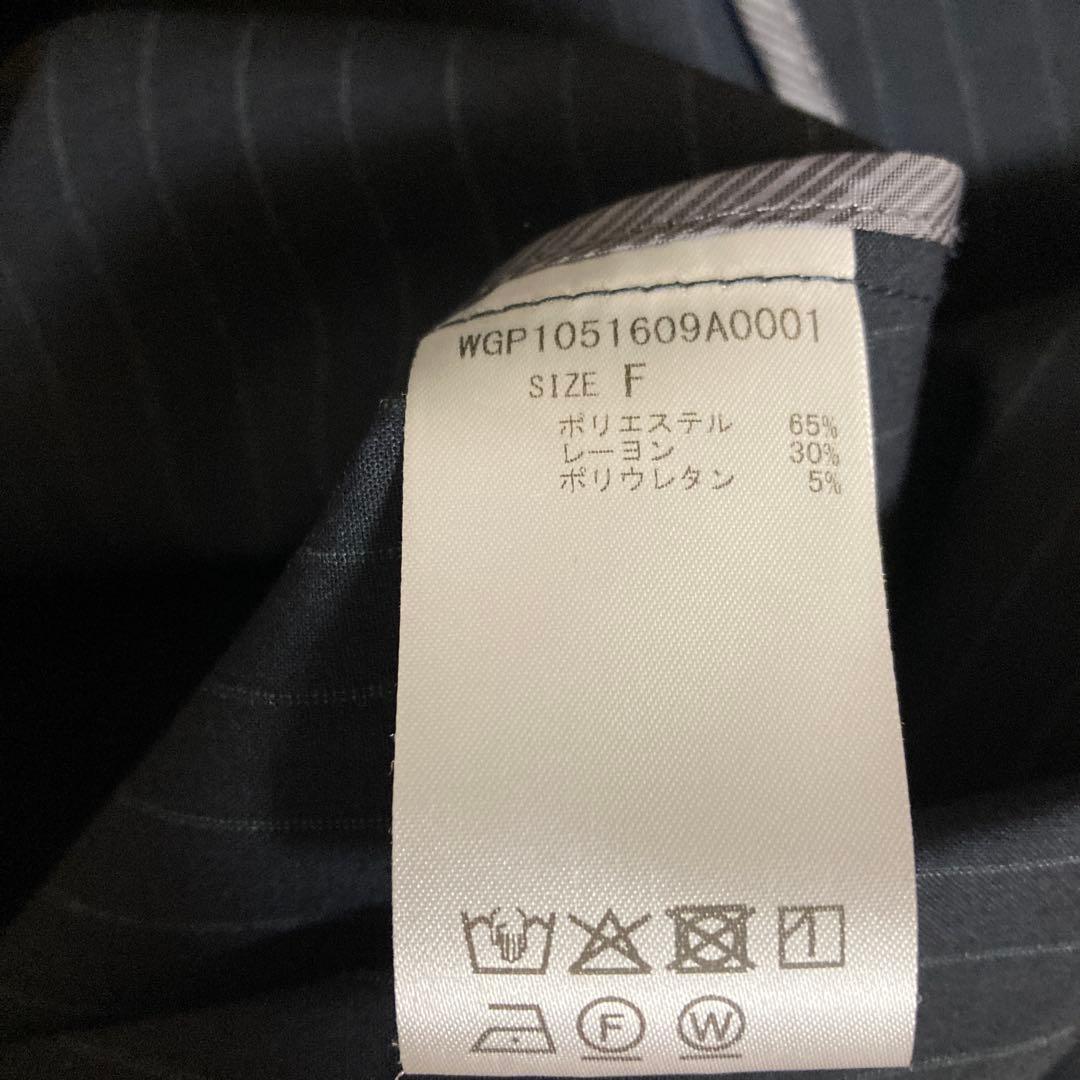 WGP1051609A0001
SIZE F
ポリエステル 65%
レーヨン 30%
ポリウレタン 5%
F W